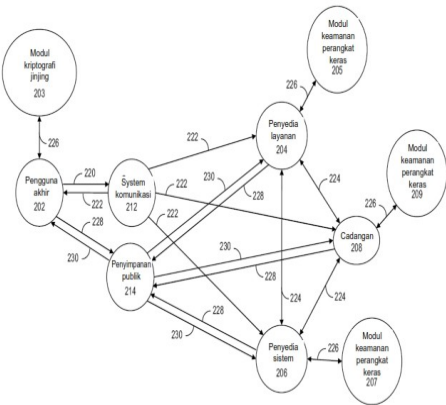 Modul
kriptografi
jinjing
203
226
Pengguna
akhir
202
220
222
System
komunikasi
212
228
230
Penyimpanan
publik
214
222
222
222
230
228
230
228
228
230
Penyedia
layanan
204
226
Modul
keamanan
perangkat
keras
205
224
Cadangan
208
226
Modul
keamanan
perangkat
keras
209
224
224
Penyedia
sistem
206
226
Modul
keamanan
perangkat
keras
207